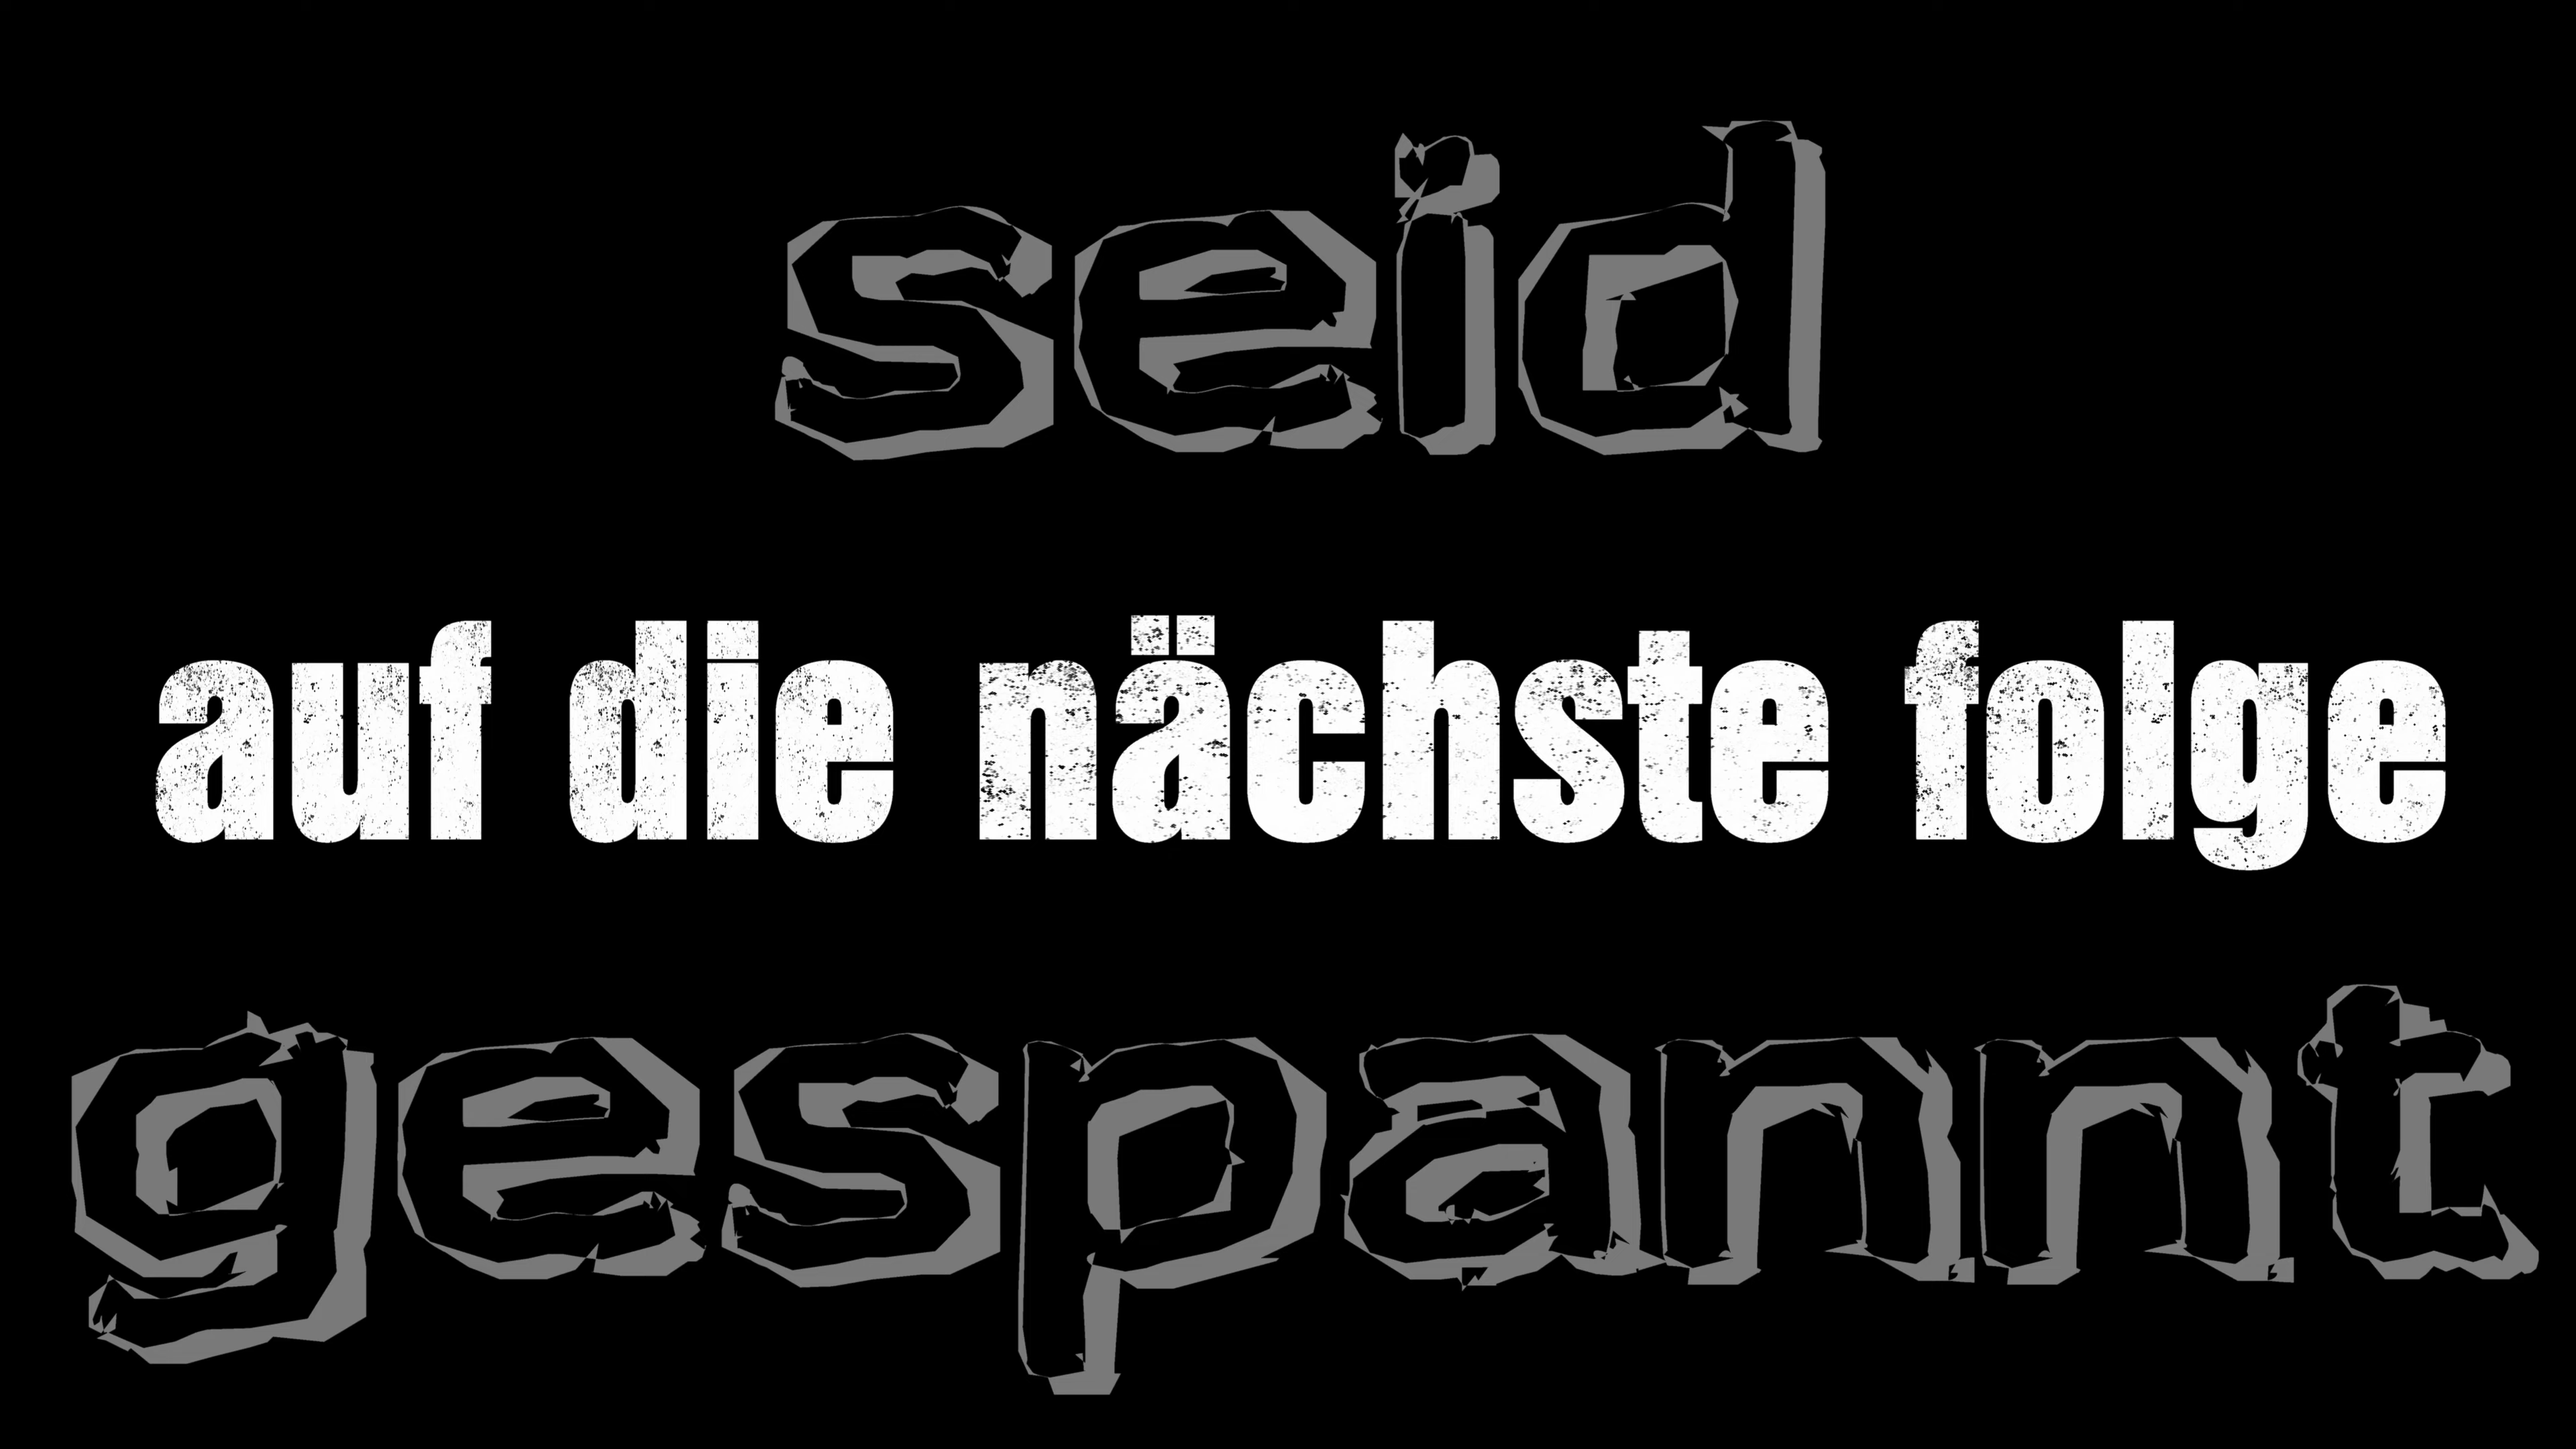 seid
auf die nächste folge
gespannt